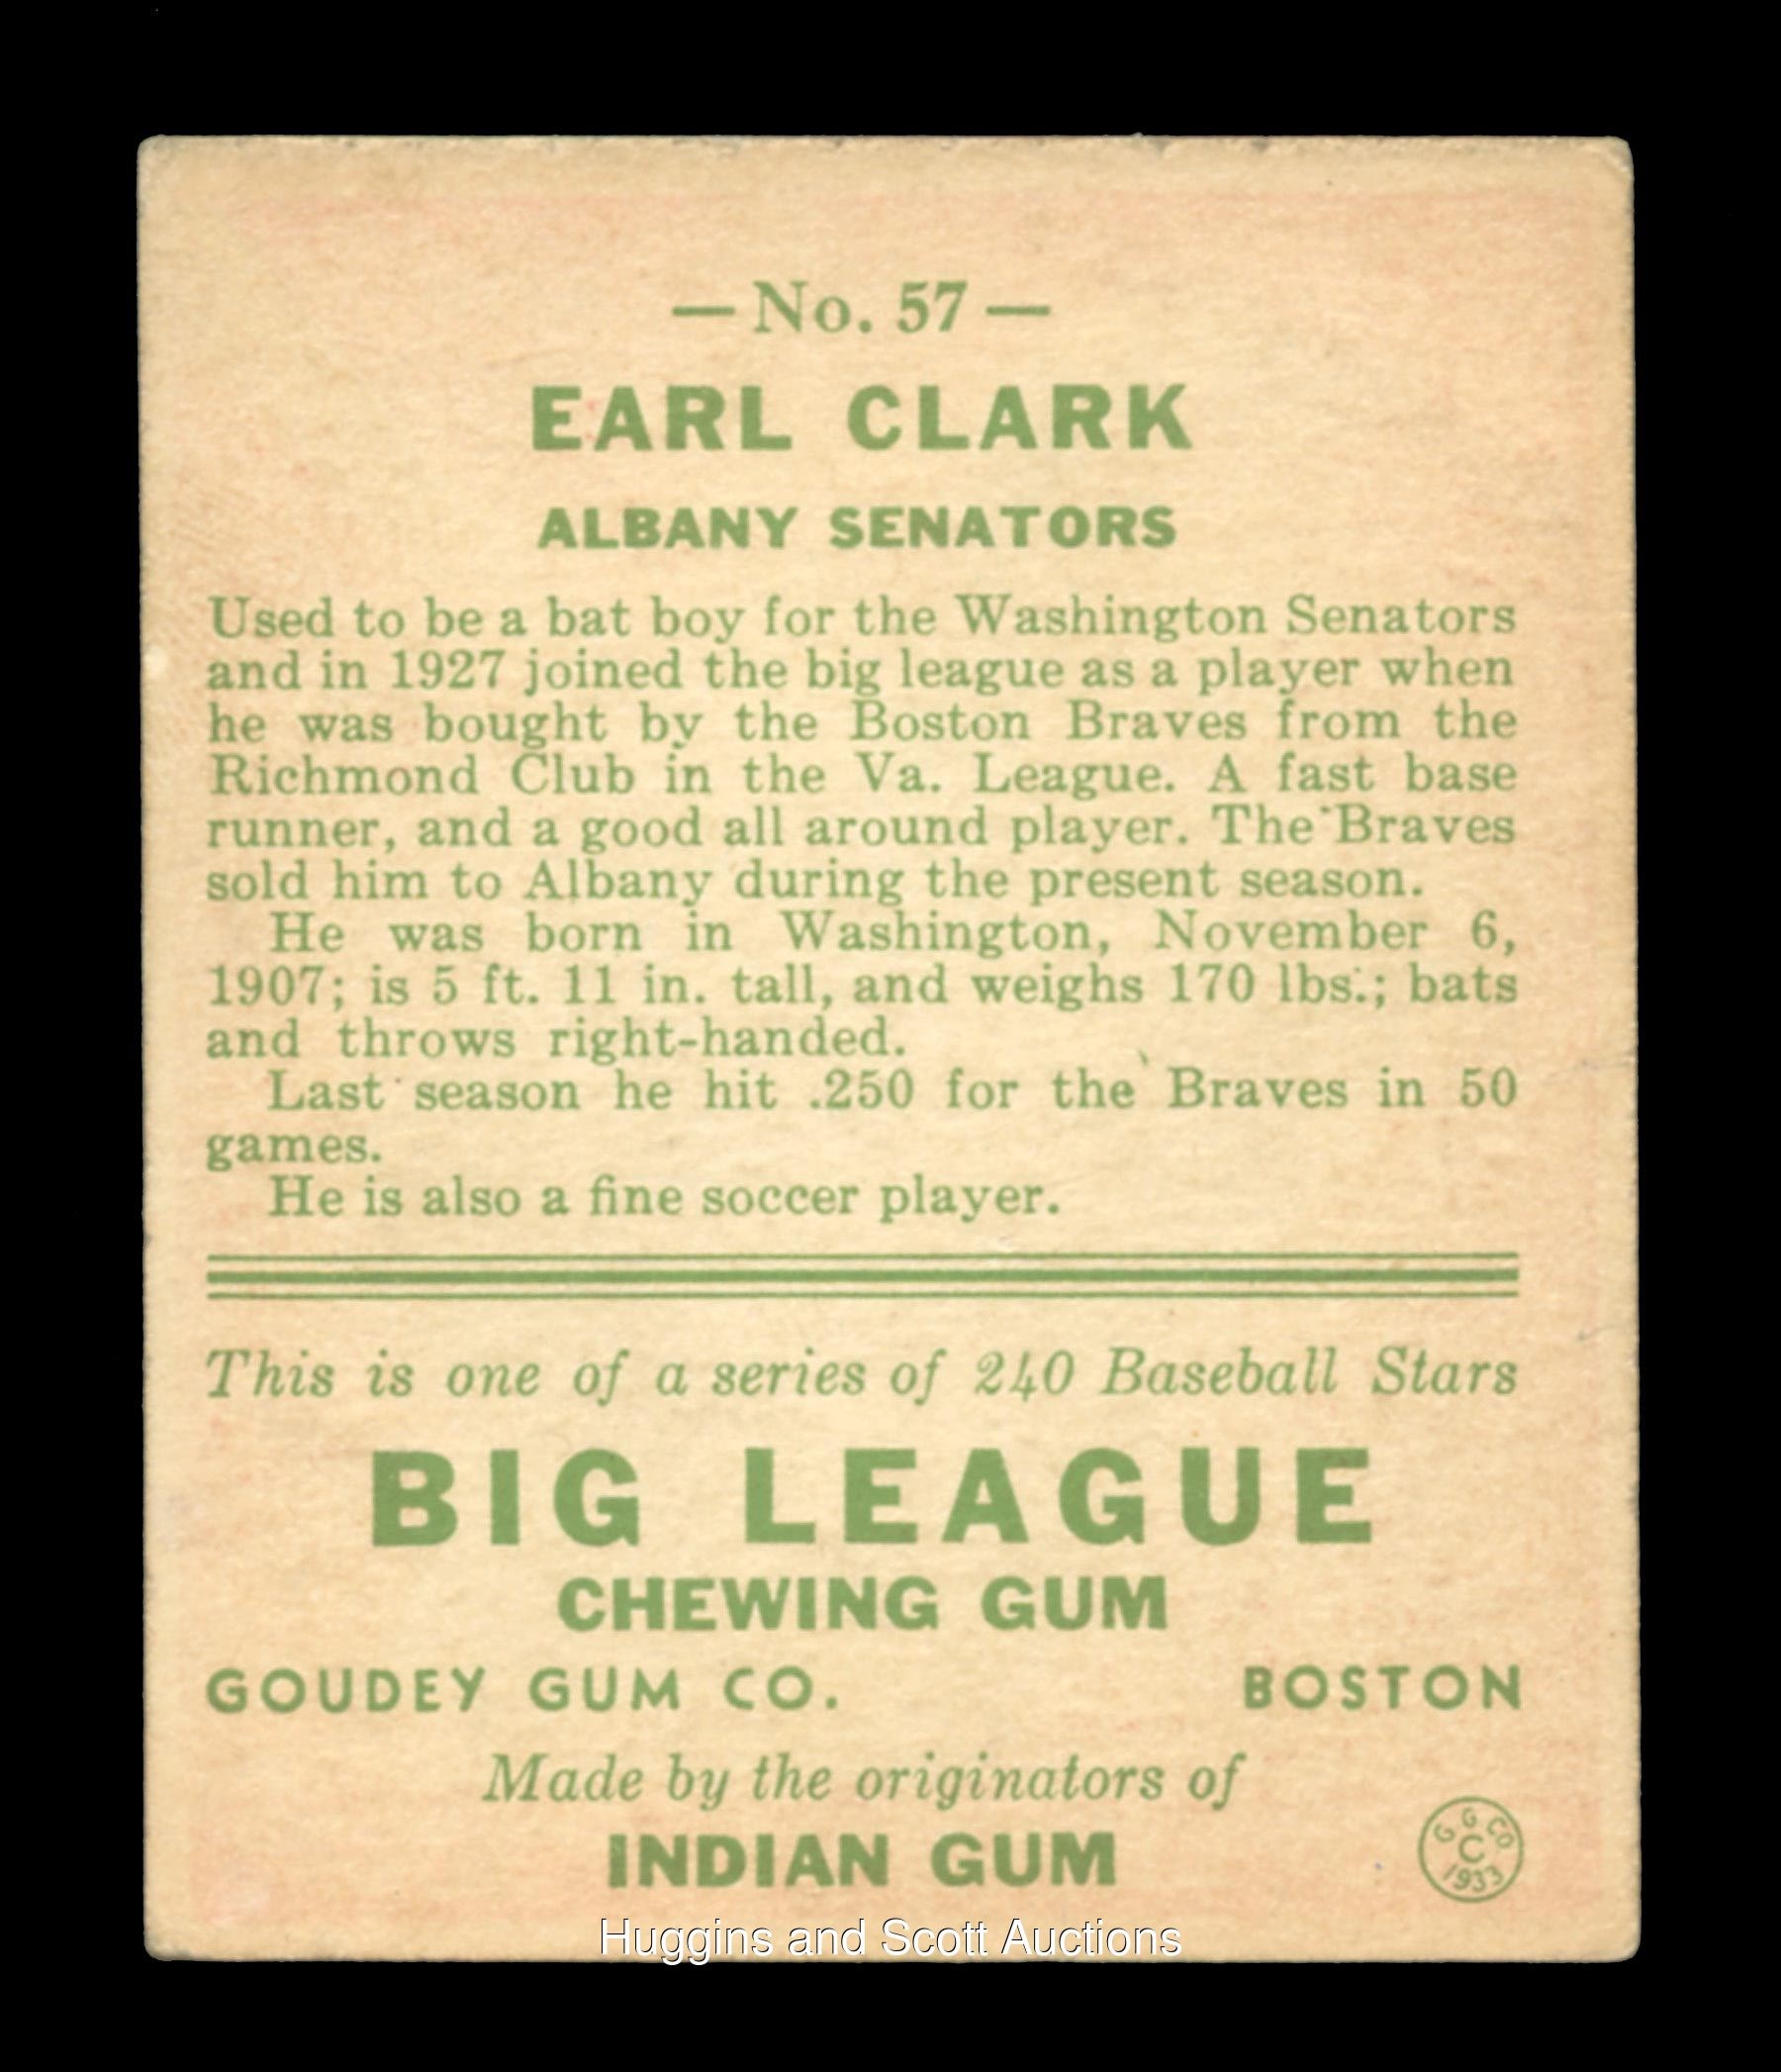 — No. 57 —
EARL CLARK
ALBANY SENATORS
Used to be a bat boy for the Washington Senators
and in 1927 joined the big league as a player when
he was bought by the Boston Braves from the
Richmond Club in the Va. League. A fast base
runner, and a good all around player. The Braves
sold him to Albany during the present season.
He was born in Washington, November 6,
1907; is 5 ft. 11 in. tall, and weighs 170 lbs.; bats
and throws right-handed.
Last season he hit .250 for the Braves in 50
games.
He is also a fine soccer player.
This is one of a series of 240 Baseball Stars
BIG LEAGUE
CHEWING GUM
GOUDEY GUM CO. BOSTON
Made by the originators of
INDIAN GUM
G G CO
C
1933
Huggins and Scott Auctions